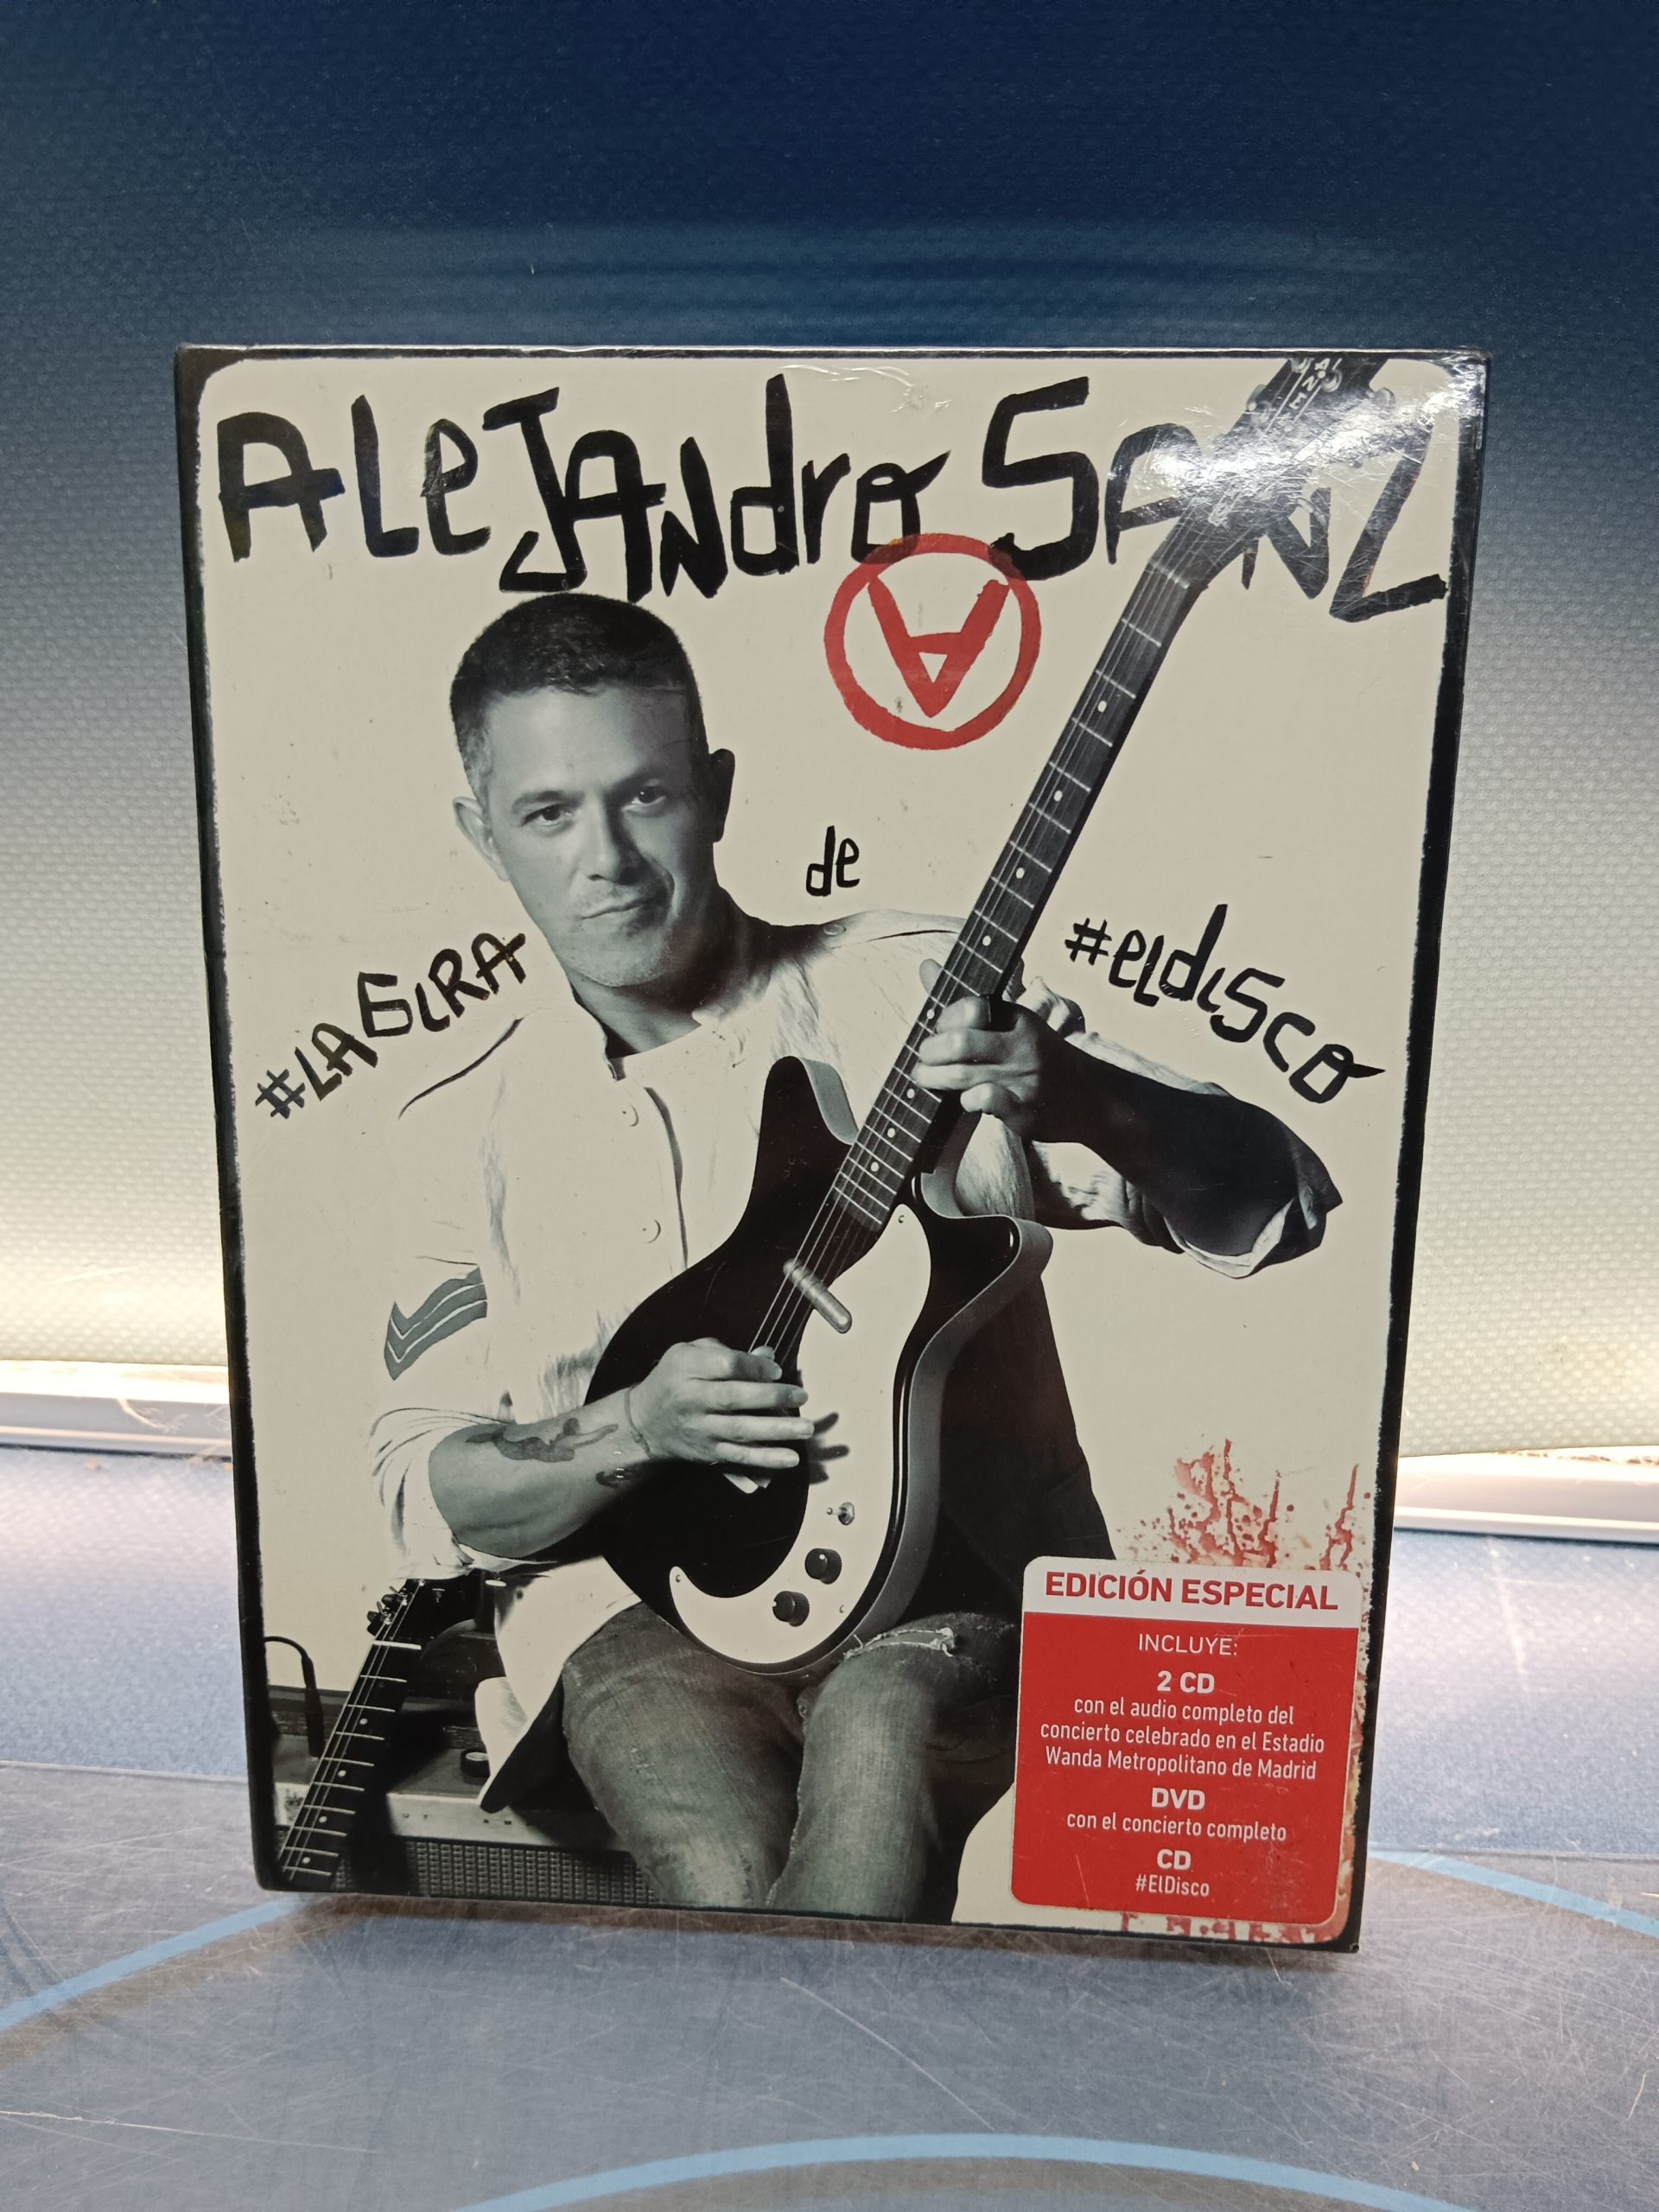 ALEJANdro SANZ
A
de
#LAGIRA
#elDisco
EDICIÓN ESPECIAL
INCLUYE:
2 CD
con el audio completo del
concierto celebrado en el Estadio
Wanda Metropolitano de Madrid
DVD
con el concierto completo
CD
#ElDisco